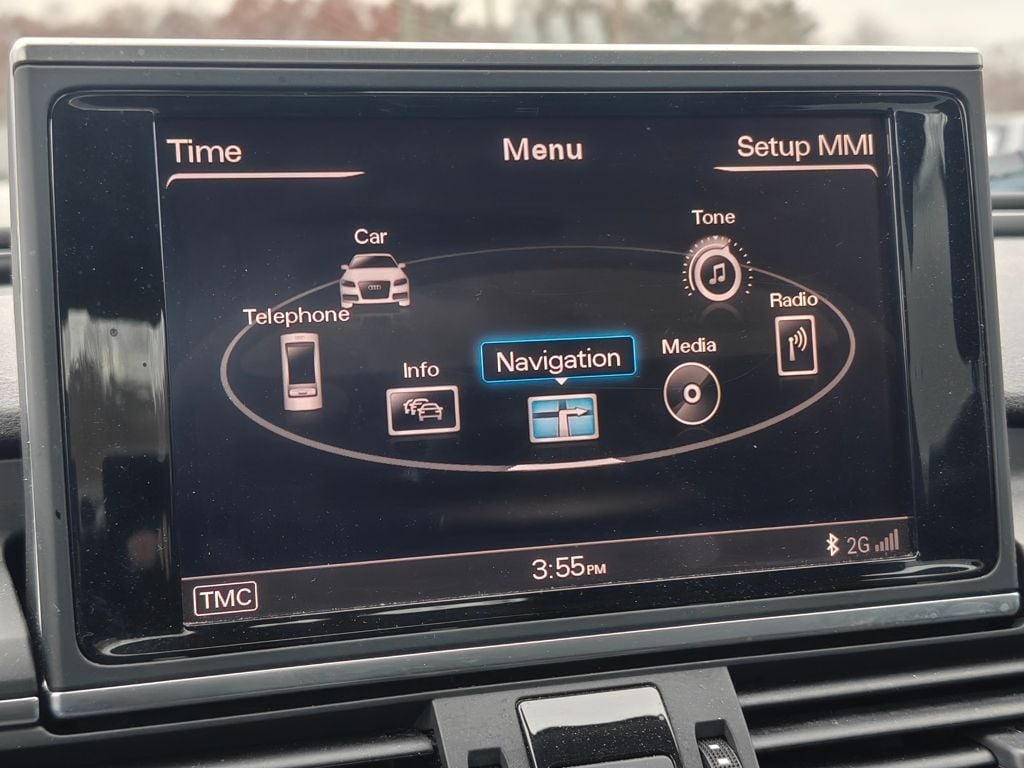 Time
Menu
Setup MMI
Car
Tone
Telephone
Radio
Info
Navigation
Media
TMC
3:55PM
2G